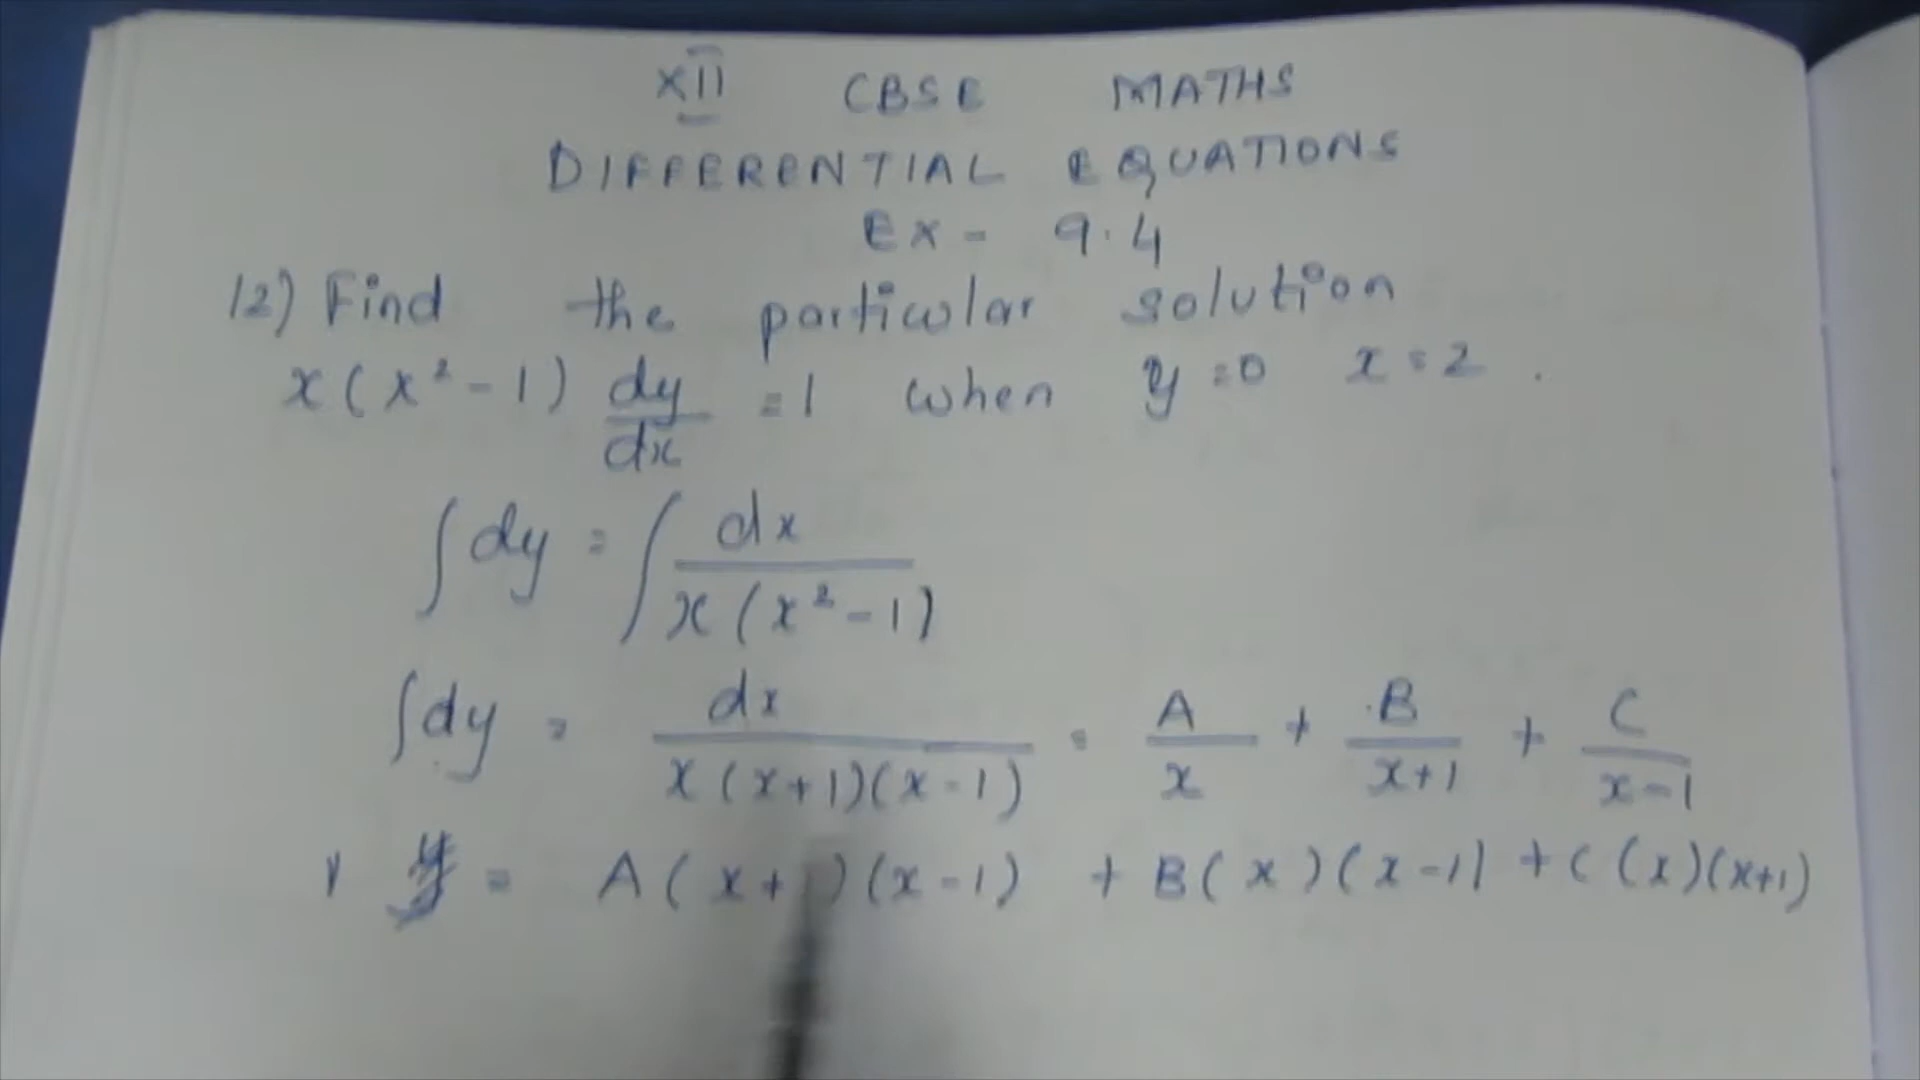 XII CBSE MATHS
DIFFERENTIAL EQUATIONS
Ex - 9.4
12) Find the particular solution
x(x² - 1) dy/dx = 1 when y = 0 x = 2 .
∫dy = ∫ dx / x(x² - 1)
∫dy = dx / x(x+1)(x-1) = A/x + B/x+1 + C/x-1
1 = A(x+ )(x-1) + B(x)(x-1) + C(x)(x+1)